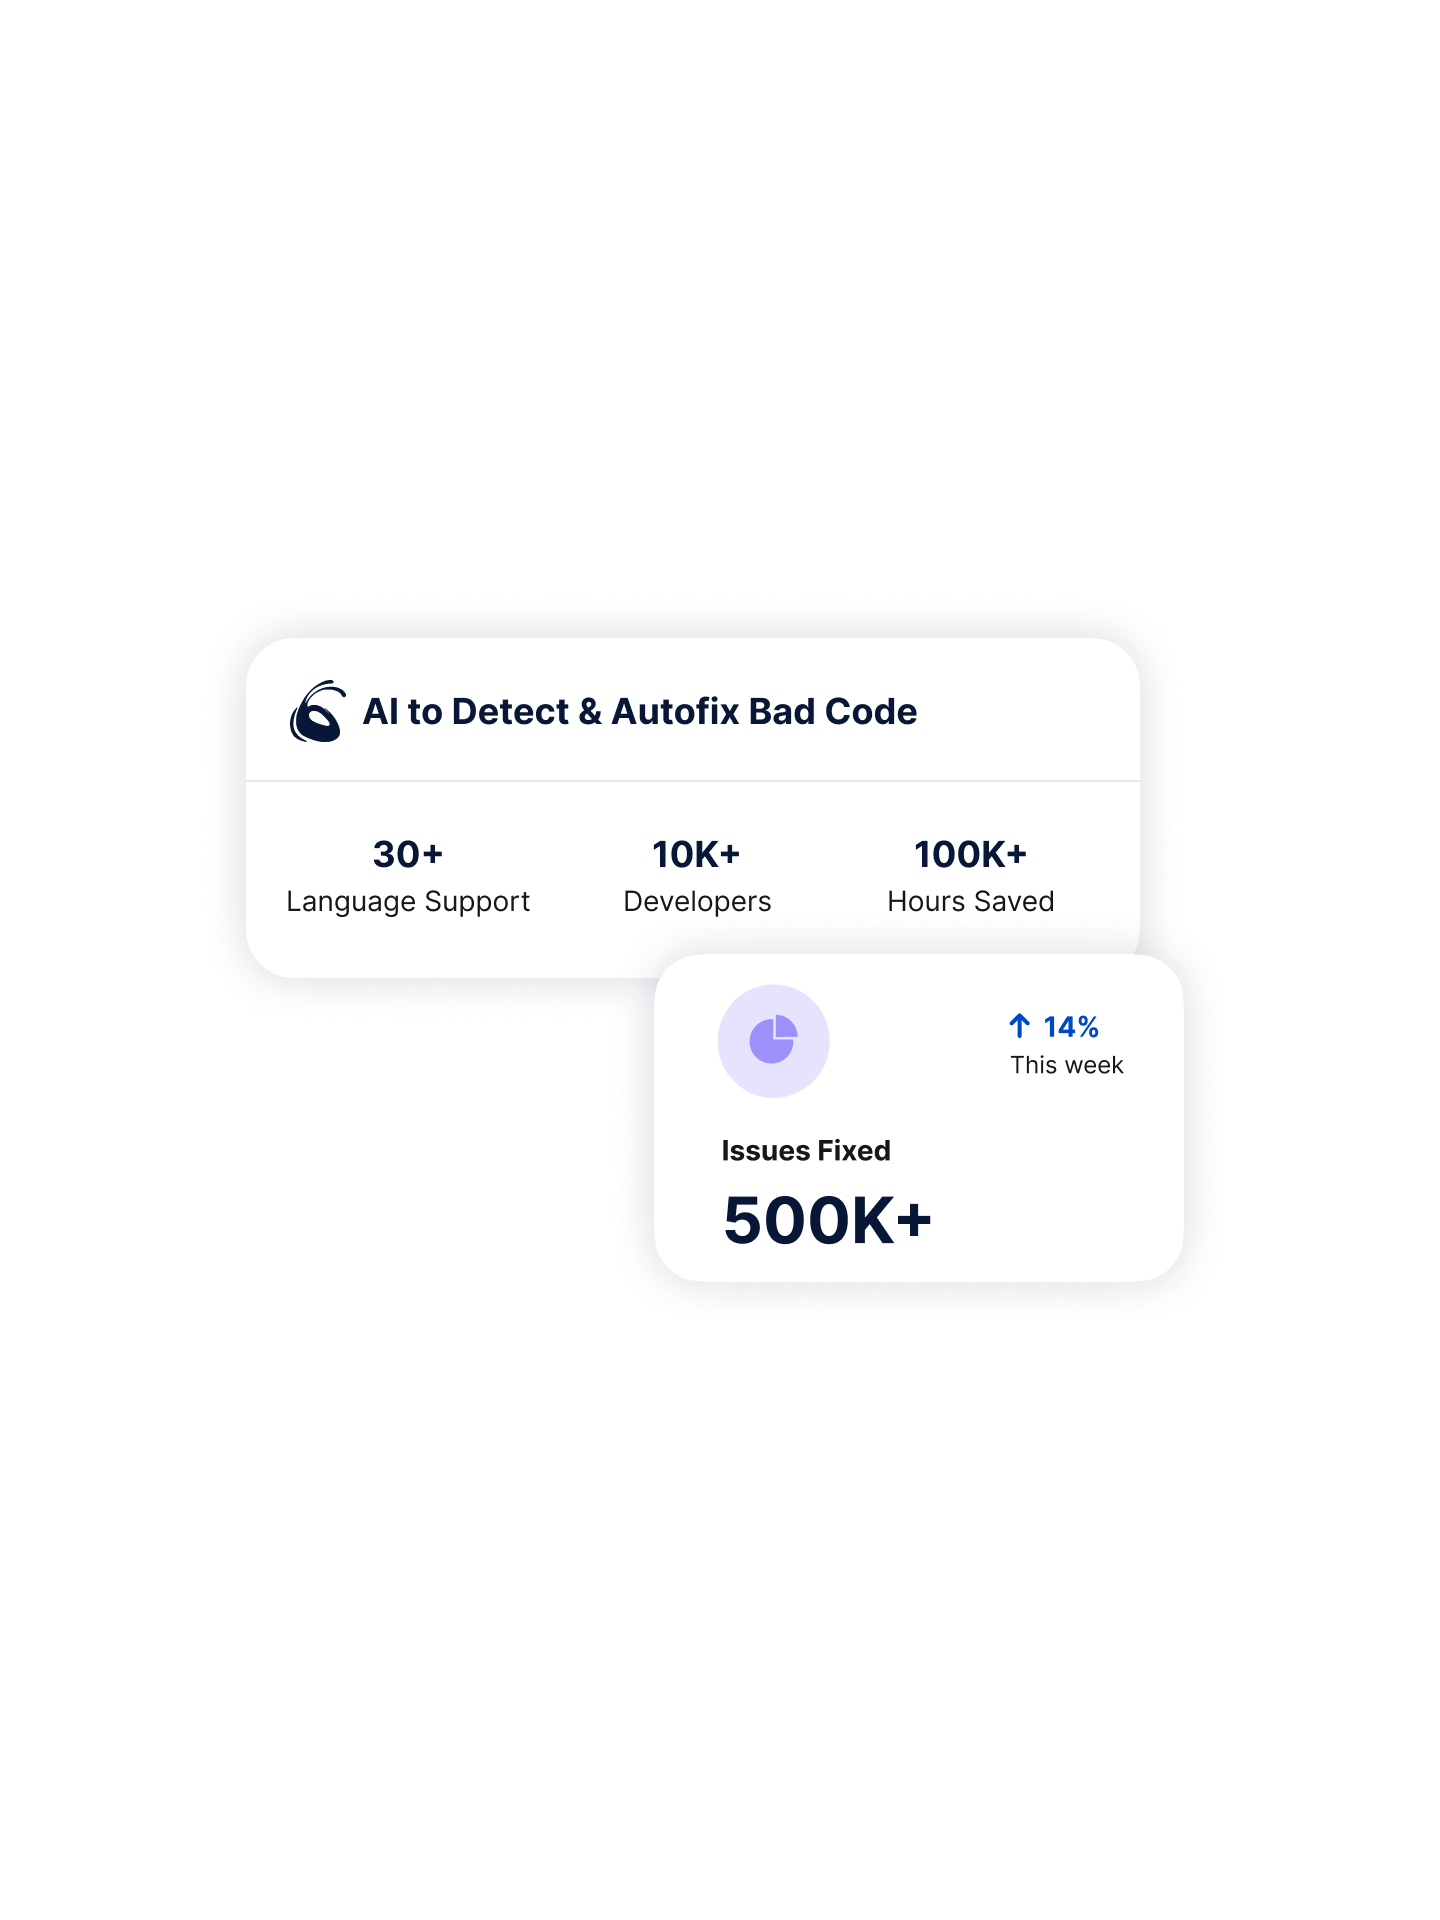 AI to Detect & Autofix Bad Code
30+
Language Support
10K+
Developers
100K+
Hours Saved
↑ 14%
This week
Issues Fixed
500K+